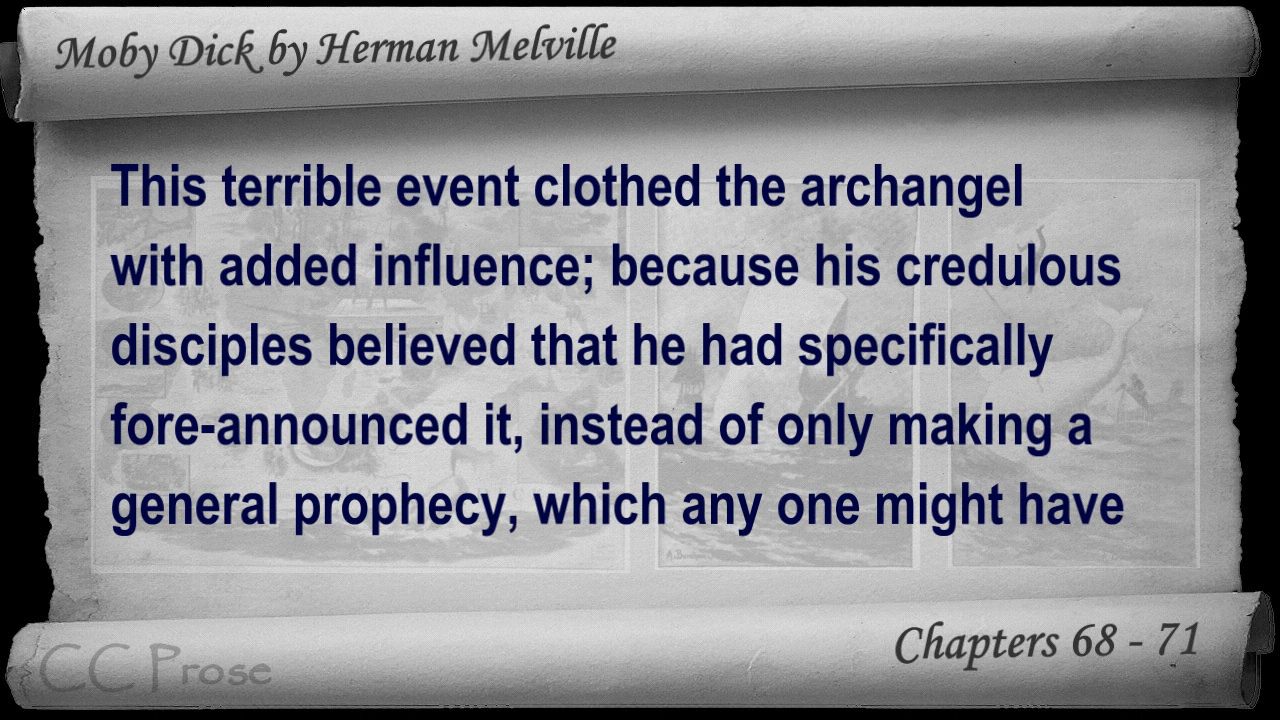 Moby Dick by Herman Melville
This terrible event clothed the archangel
with added influence; because his credulous
disciples believed that he had specifically
fore-announced it, instead of only making a
general prophecy, which any one might have
Chapters 68 - 71
CC Prose